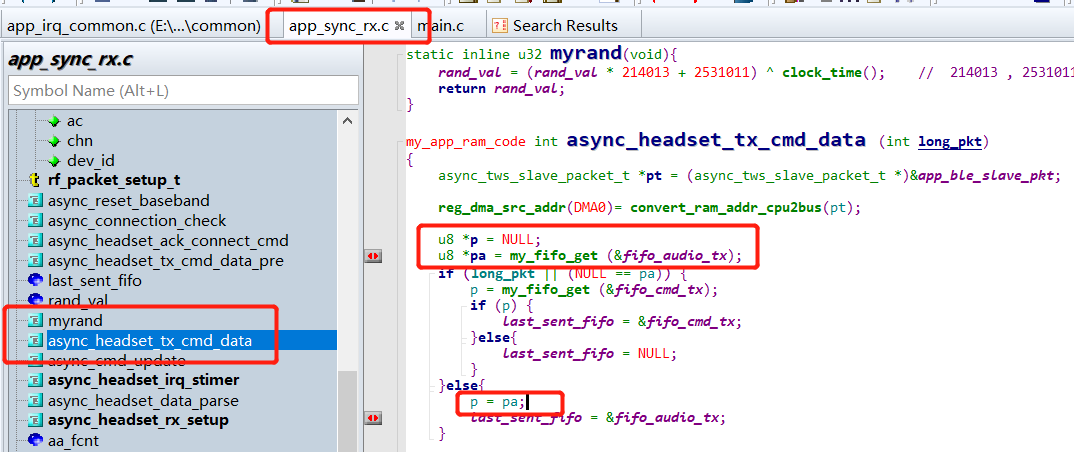 app_irq_common.c (E:\...\common)
app_sync_rx.c
main.c
Search Results
app_sync_rx.c
Symbol Name (Alt+L)
ac
chn
dev_id
rf_packet_setup_t
async_reset_baseband
async_connection_check
async_headset_ack_connect_cmd
async_headset_tx_cmd_data_pre
last_sent_fifo
rand_val
myrand
async_headset_tx_cmd_data
async_cmd_update
async_headset_irq_stimer
async_headset_data_parse
async_headset_rx_setup
aa_fcnt
static inline u32 myrand(void){
rand_val = (rand_val * 214013 + 2531011) ^ clock_time(); // 214013 , 2531011
return rand_val;
}
my_app_ram_code int async_headset_tx_cmd_data (int long_pkt)
{
async_tws_slave_packet_t *pt = (async_tws_slave_packet_t *)&app_ble_slave_pkt;
reg_dma_src_addr(DMA0)= convert_ram_addr_cpu2bus(pt);
u8 *p = NULL;
u8 *pa = my_fifo_get (&fifo_audio_tx);
if (long_pkt || (NULL == pa)) {
p = my_fifo_get (&fifo_cmd_tx);
if (p) {
last_sent_fifo = &fifo_cmd_tx;
}else{
last_sent_fifo = NULL;
}
}else{
p = pa;
last_sent_fifo = &fifo_audio_tx;
}